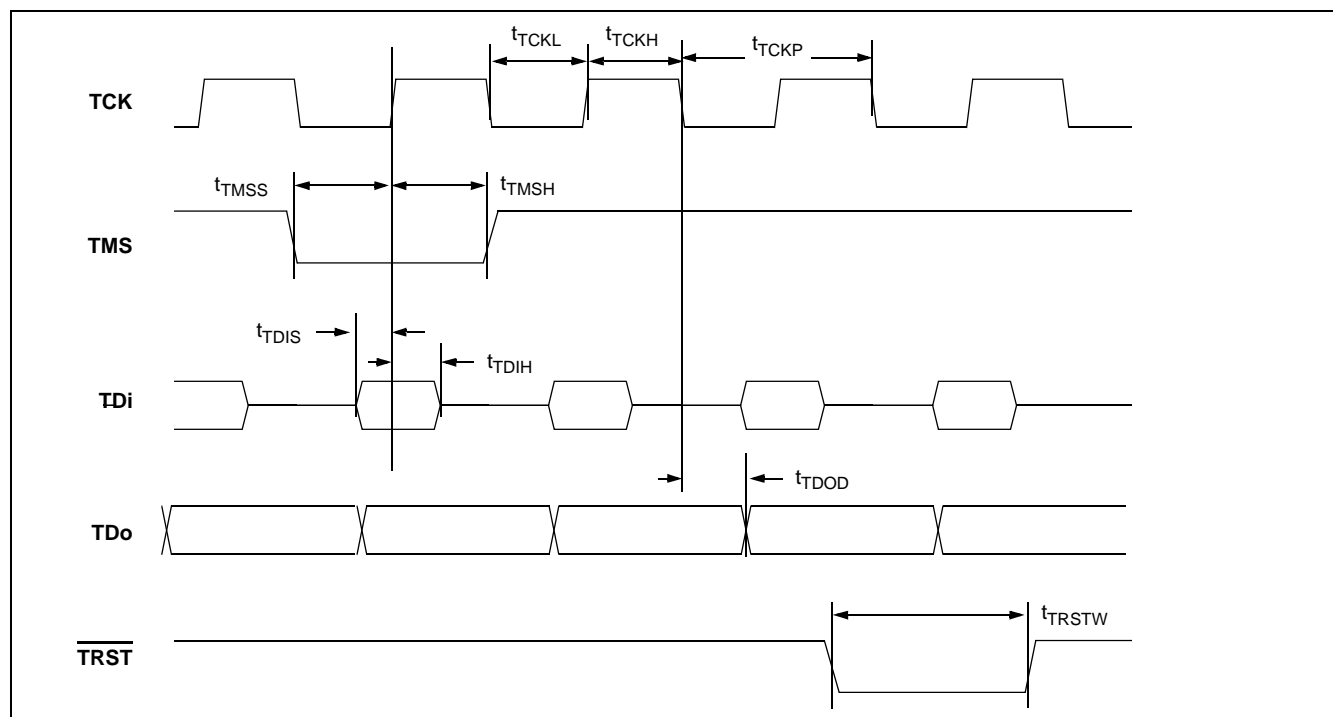 tTCKL tTCKH tTCKP
TCK
tTMSS tTMSH
TMS
tTDIS
tTDIH
TDi
tTDOD
TDo
tTRSTW
TRST